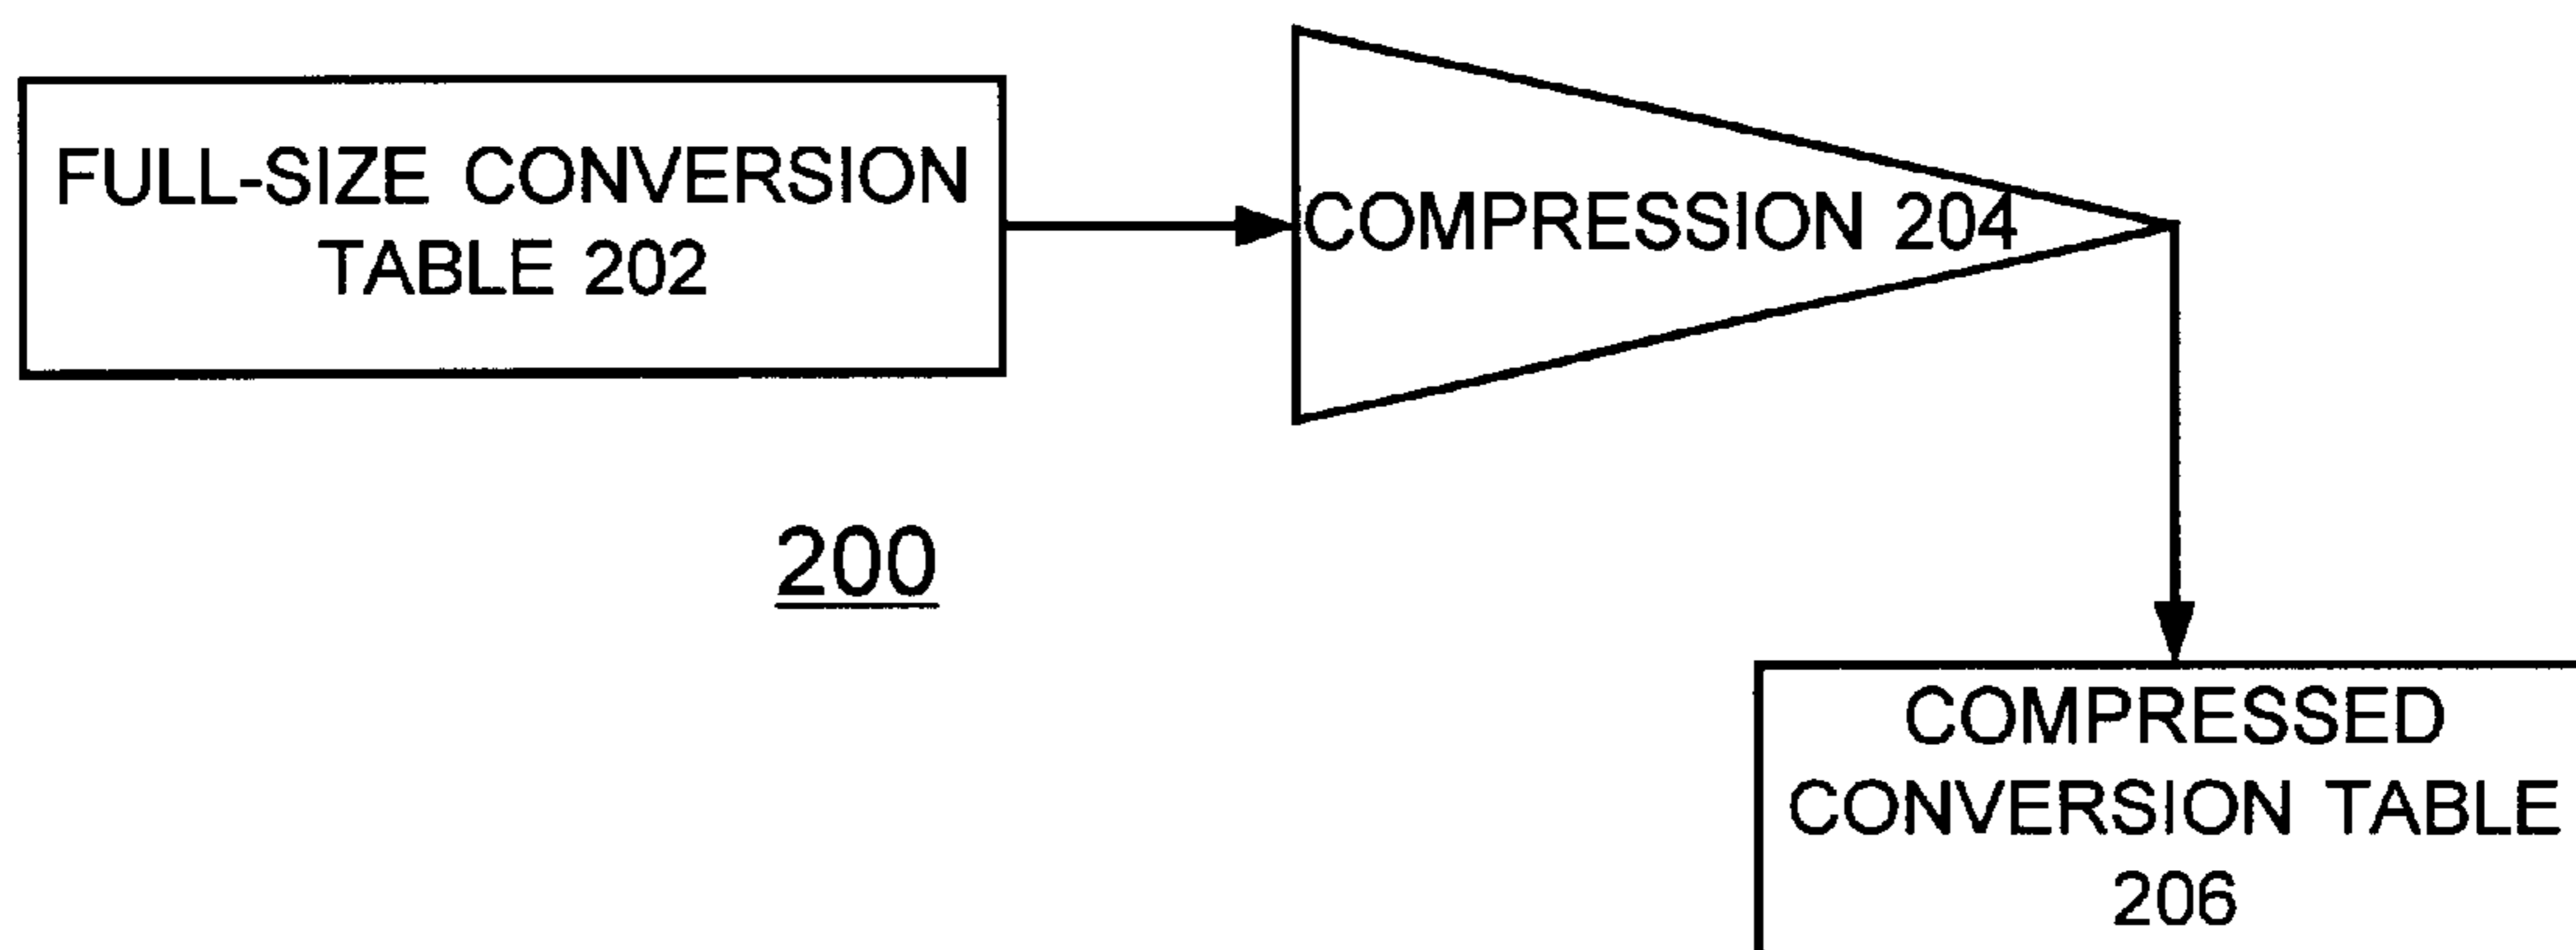 FULL-SIZE CONVERSION
TABLE 202
COMPRESSION 204
200
COMPRESSED
CONVERSION TABLE
206